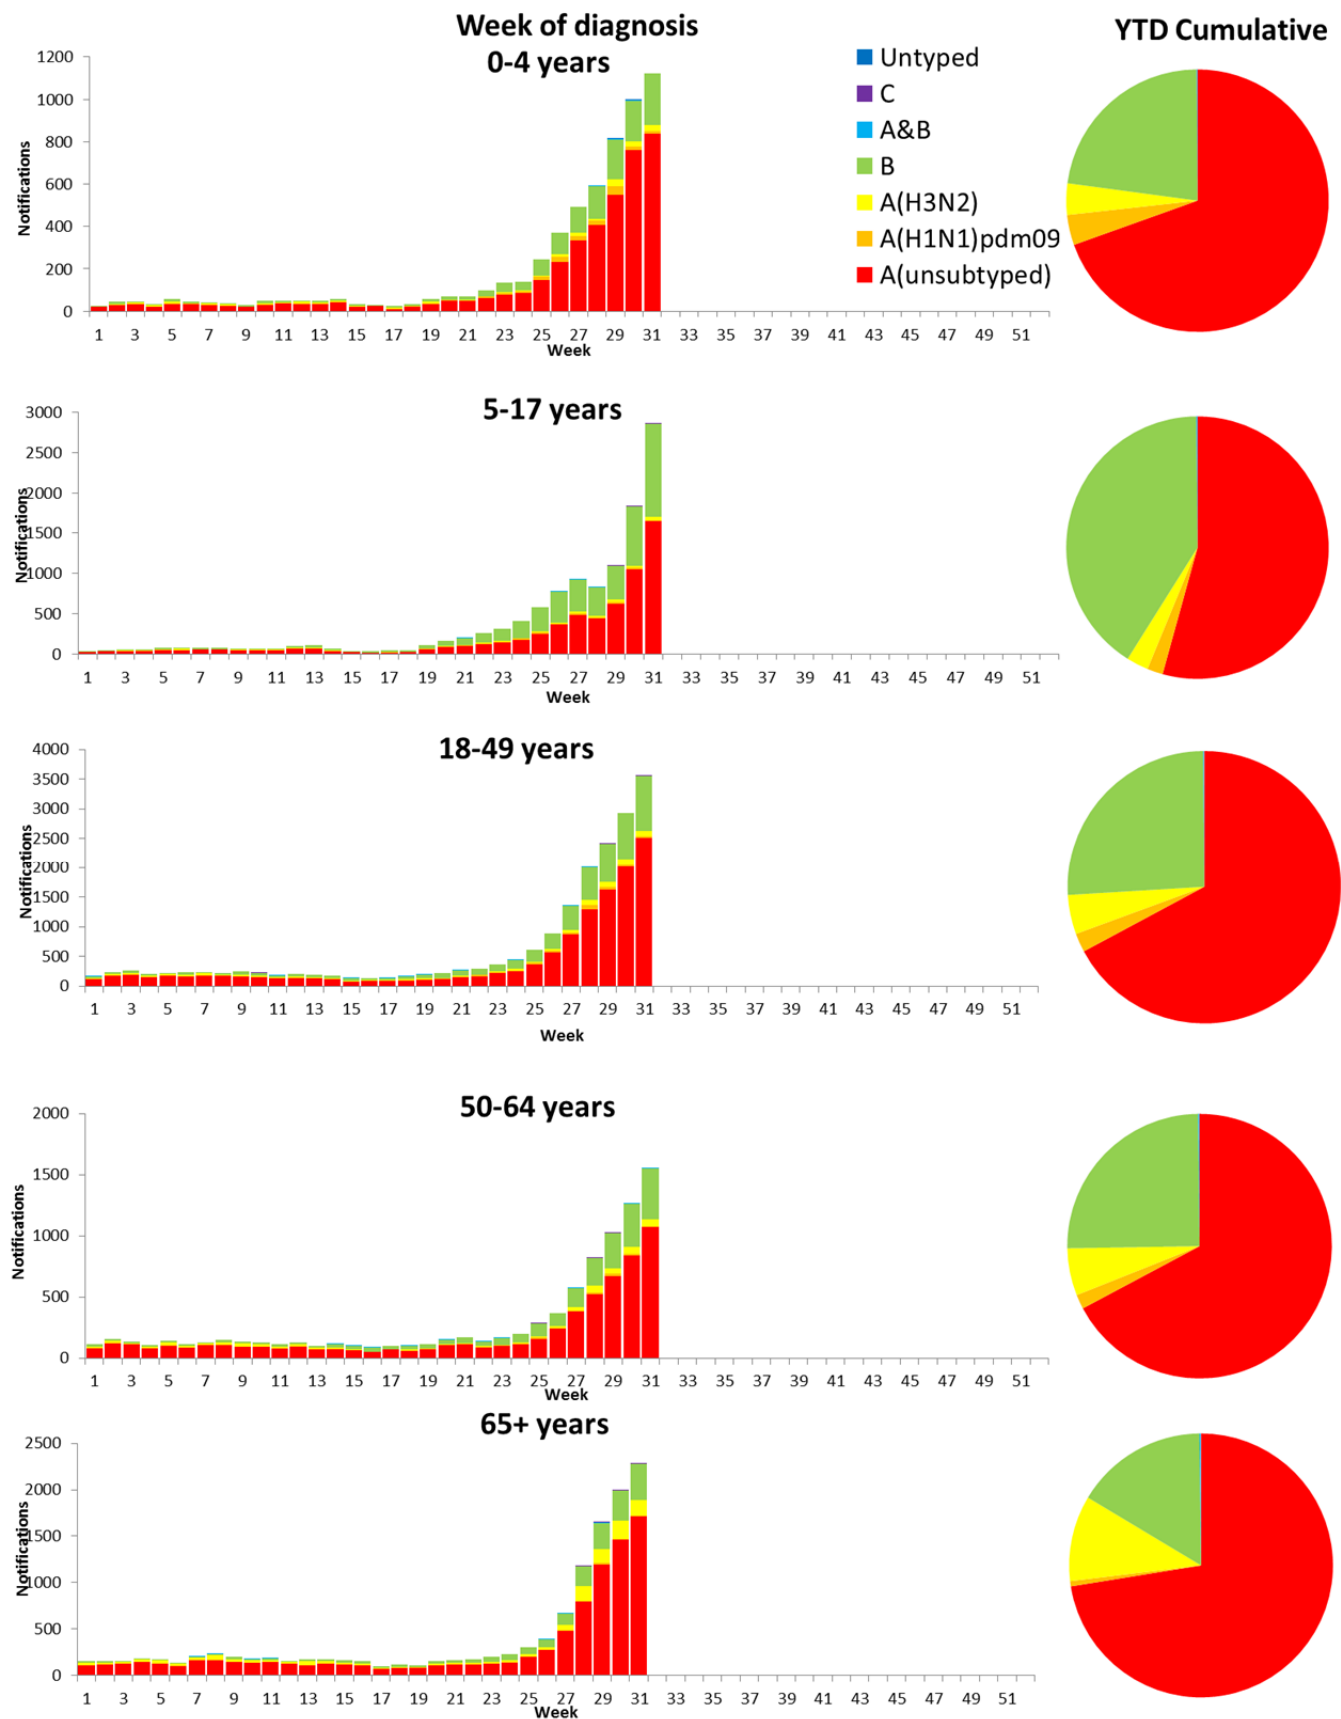 Week of diagnosis
YTD Cumulative
0-4 years
Untyped
C
A&B
B
A(H3N2)
A(H1N1)pdm09
A(unsubtyped)
Notifications
1200
1000
800
600
400
200
0
1 3 5 7 9 11 13 15 17 19 21 23 25 27 29 31 33 35 37 39 41 43 45 47 49 51
Week
5-17 years
Notifications
3000
2500
2000
1500
1000
500
0
1 3 5 7 9 11 13 15 17 19 21 23 25 27 29 31 33 35 37 39 41 43 45 47 49 51
Week
18-49 years
Notifications
4000
3500
3000
2500
2000
1500
1000
500
0
1 3 5 7 9 11 13 15 17 19 21 23 25 27 29 31 33 35 37 39 41 43 45 47 49 51
Week
50-64 years
Notifications
2000
1500
1000
500
0
1 3 5 7 9 11 13 15 17 19 21 23 25 27 29 31 33 35 37 39 41 43 45 47 49 51
Week
65+ years
Notifications
2500
2000
1500
1000
500
0
1 3 5 7 9 11 13 15 17 19 21 23 25 27 29 31 33 35 37 39 41 43 45 47 49 51
Week